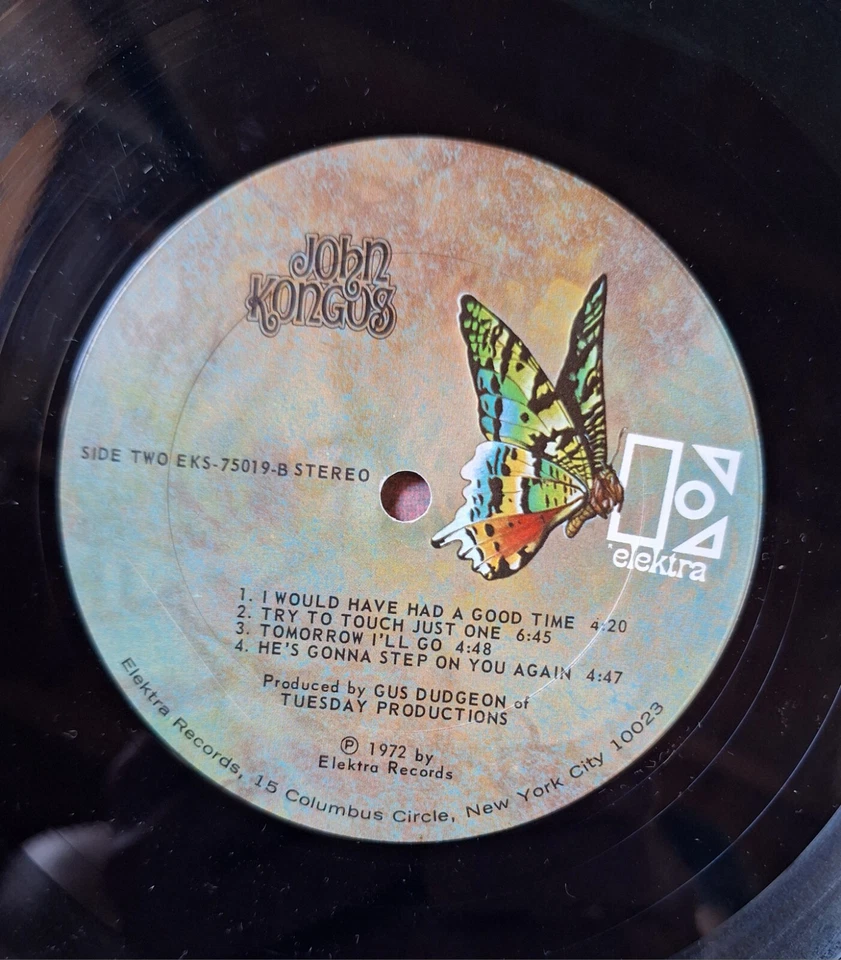 JOHN
KONGOS
SIDE TWO EKS-75019-B STEREO
elektra
1. I WOULD HAVE HAD A GOOD TIME 4:20
2. TRY TO TOUCH JUST ONE 6:45
3. TOMORROW I'LL GO 4:48
4. HE'S GONNA STEP ON YOU AGAIN 4:47
Produced by GUS DUDGEON of
TUESDAY PRODUCTIONS
Ⓟ 1972 by
Elektra Records
Elektra Records, 15 Columbus Circle, New York City 10023